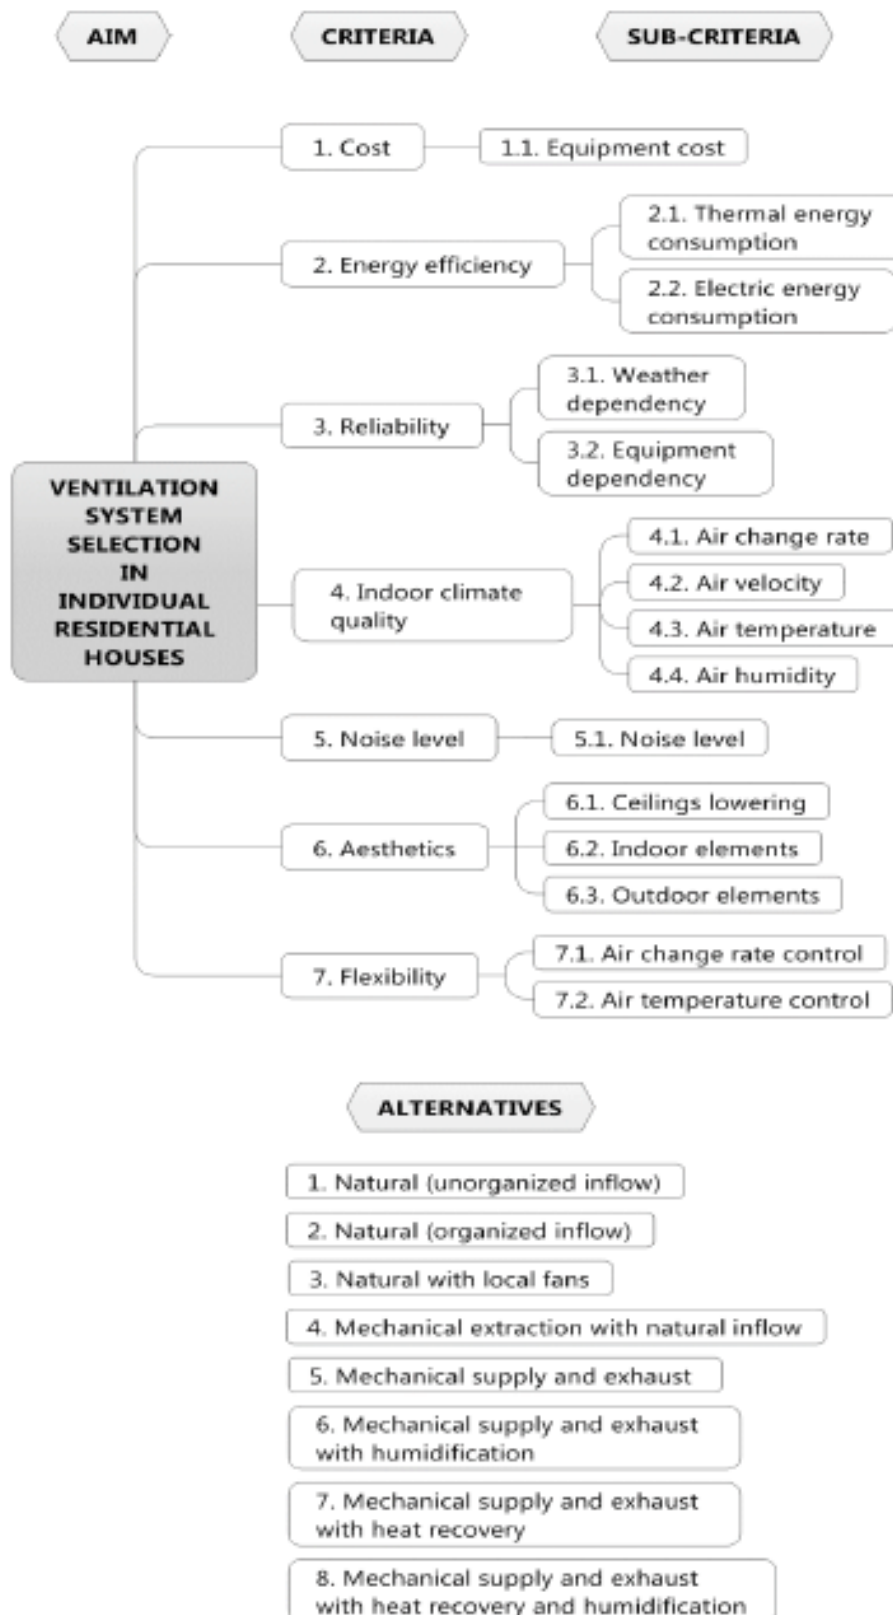 AIM
CRITERIA
SUB-CRITERIA
1. Cost
1.1. Equipment cost
2. Energy efficiency
2.1. Thermal energy
consumption
2.2. Electric energy
consumption
3. Reliability
3.1. Weather
dependency
3.2. Equipment
dependency
VENTILATION
SYSTEM
SELECTION
IN
INDIVIDUAL
RESIDENTIAL
HOUSES
4. Indoor climate
quality
4.1. Air change rate
4.2. Air velocity
4.3. Air temperature
4.4. Air humidity
5. Noise level
5.1. Noise level
6. Aesthetics
6.1. Ceilings lowering
6.2. Indoor elements
6.3. Outdoor elements
7. Flexibility
7.1. Air change rate control
7.2. Air temperature control
ALTERNATIVES
1. Natural (unorganized inflow)
2. Natural (organized inflow)
3. Natural with local fans
4. Mechanical extraction with natural inflow
5. Mechanical supply and exhaust
6. Mechanical supply and exhaust
with humidification
7. Mechanical supply and exhaust
with heat recovery
8. Mechanical supply and exhaust
with heat recovery and humidification